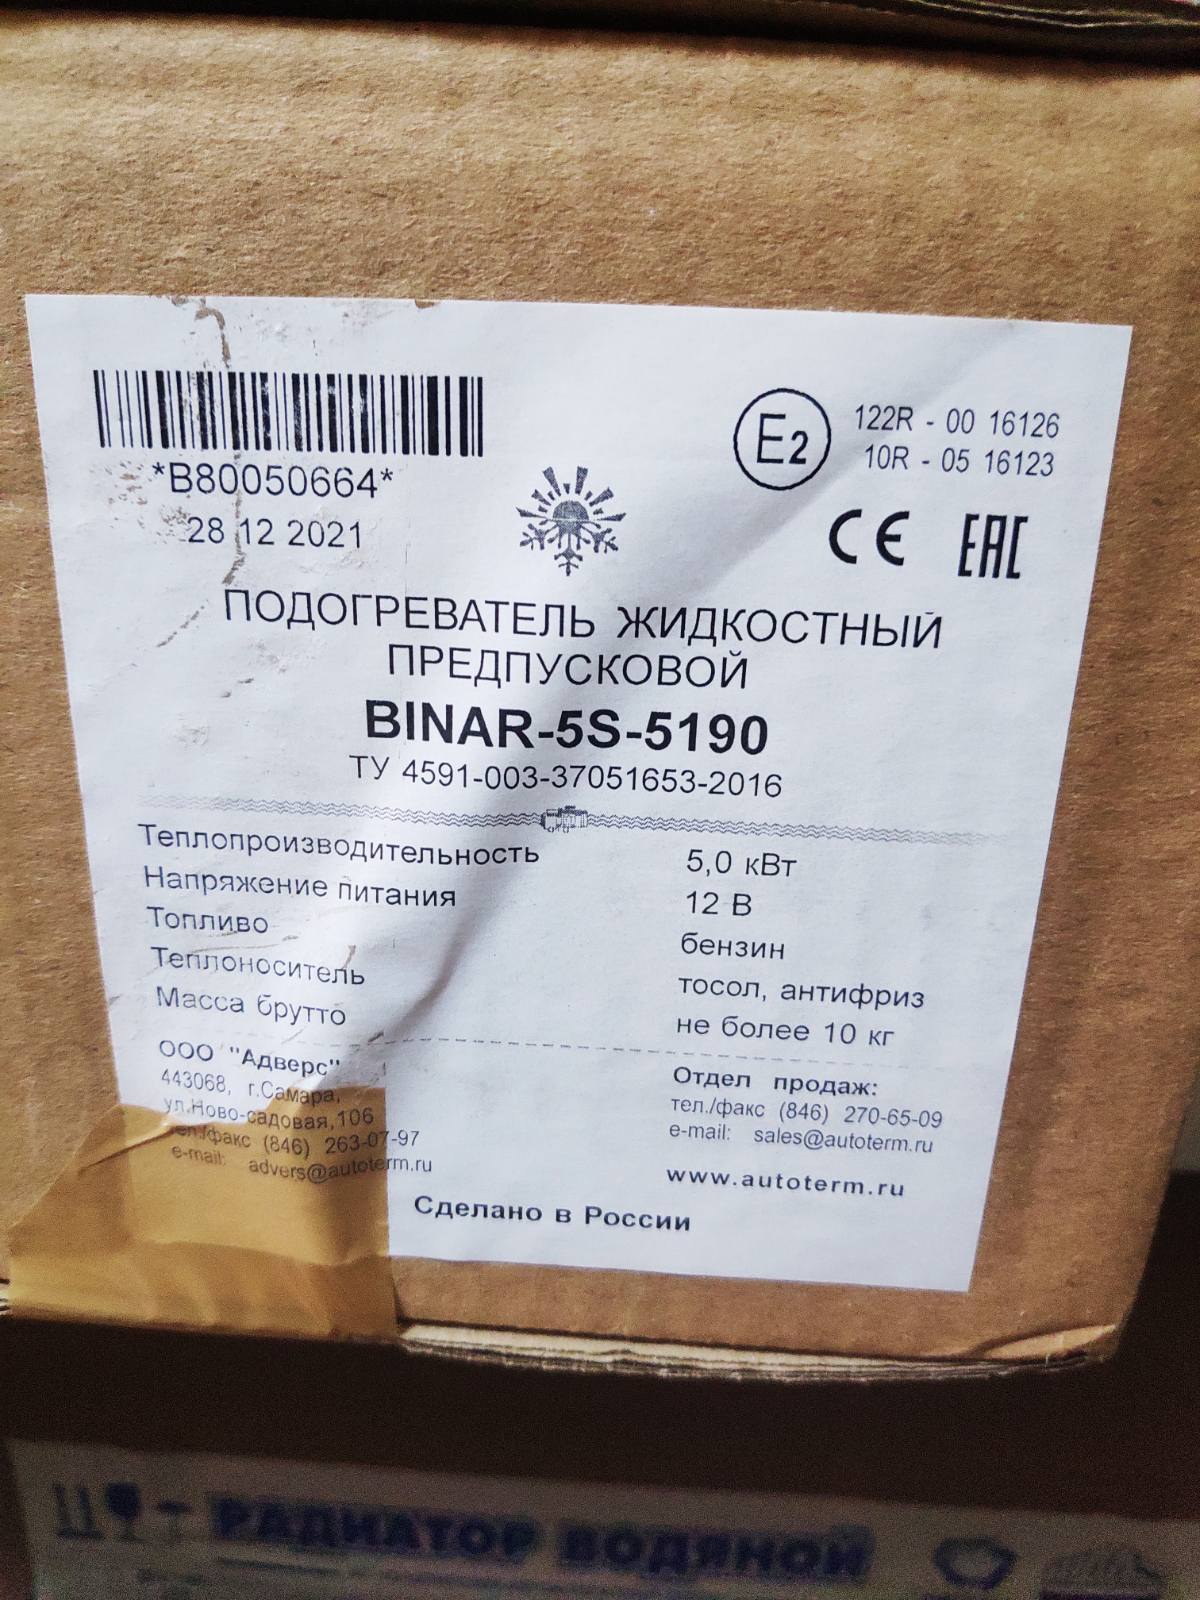 *B80050664*
28 12 2021
E2
122R - 00 16126
10R - 05 16123
CE EAC
ПОДОГРЕВАТЕЛЬ ЖИДКОСТНЫЙ
ПРЕДПУСКОВОЙ
BINAR-5S-5190
ТУ 4591-003-37051653-2016
Теплопроизводительность 5,0 кВт
Напряжение питания 12 В
Топливо бензин
Теплоноситель тосол, антифриз
Масса брутто не более 10 кг
ООО "Адверс"
443068, г.Самара,
ул.Ново-садовая,106
тел./факс (846) 263-07-97
e-mail: advers@autoterm.ru
Отдел продаж:
тел./факс (846) 270-65-09
e-mail: sales@autoterm.ru
www.autoterm.ru
Сделано в России
РАДИАТОР ВОДЯНОЙ